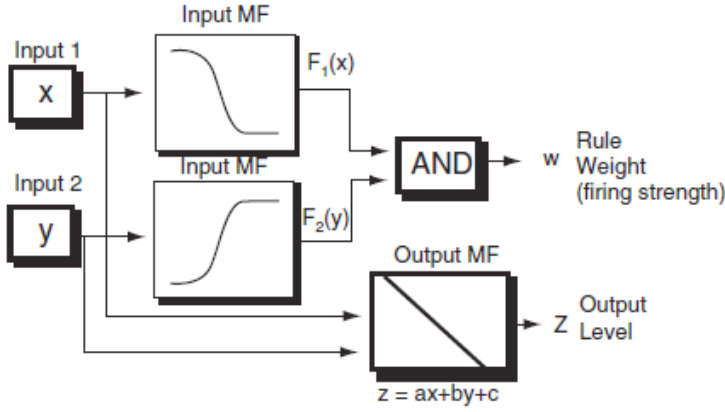 Input MF
Input 1
x
F₁(x)
Input MF
Input 2
y
F₂(y)
AND
w
Rule
Weight
(firing strength)
Output MF
Z
Output
Level
z = ax+by+c